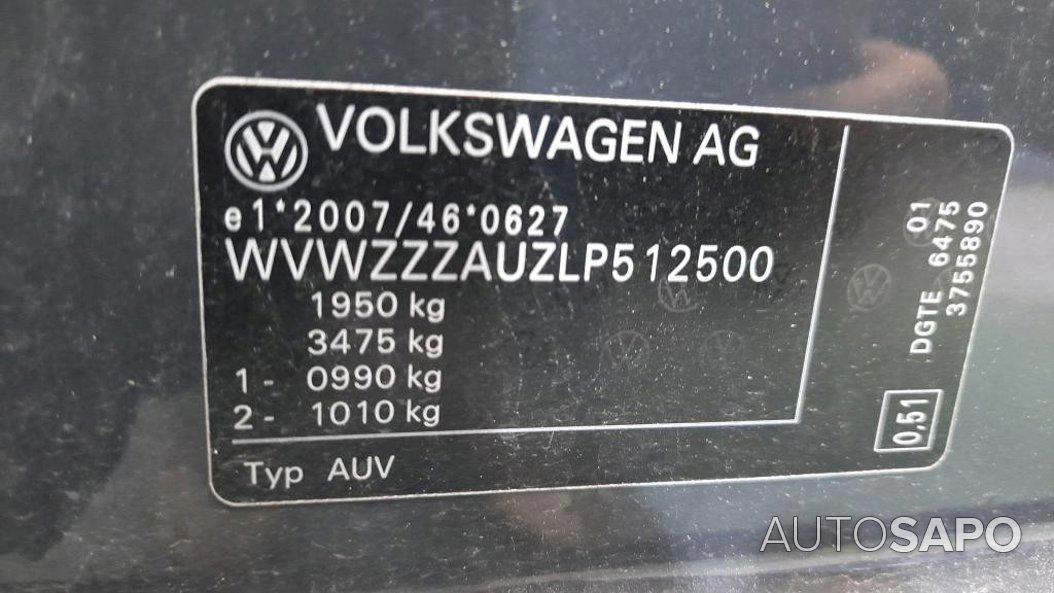 VOLKSWAGEN AG
e1*2007/46*0627
WVWZZZAUZLP512500
1950 kg
3475 kg
1- 0990 kg
2- 1010 kg
Typ AUV
01
DGTE 6475
3755890
0,51
AUTOSAPO